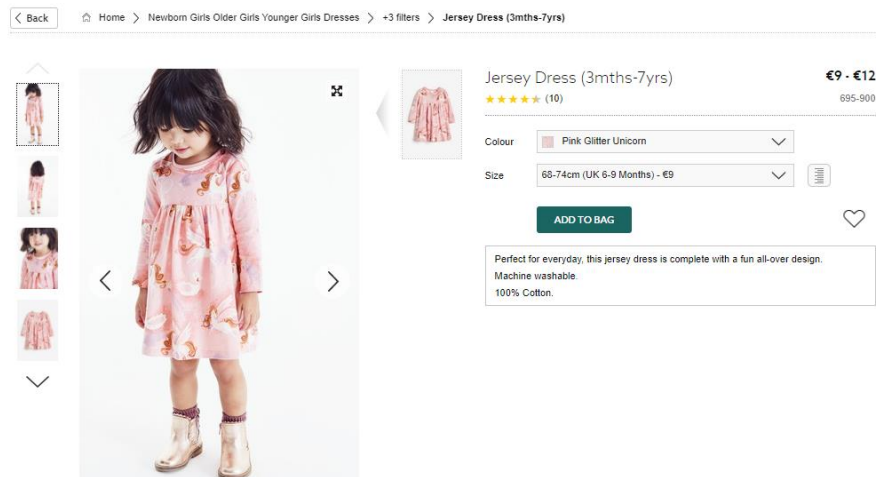 Back
Home
Newborn Girls Older Girls Younger Girls Dresses
+3 filters
Jersey Dress (3mths-7yrs)
Jersey Dress (3mths-7yrs)
€9 - €12
(10)
695-900
Colour
Pink Glitter Unicorn
Size
68-74cm (UK 6-9 Months) - €9
ADD TO BAG
Perfect for everyday, this jersey dress is complete with a fun all-over design.
Machine washable.
100% Cotton.